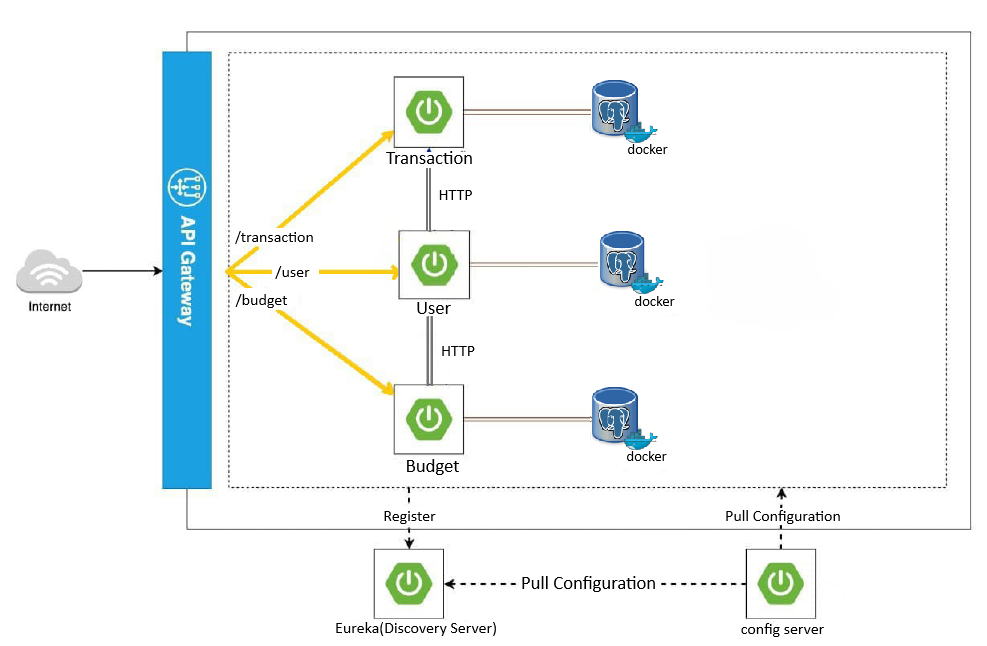 Transaction
docker
HTTP
/transaction
/user
/budget
API Gateway
Internet
User
docker
HTTP
Budget
docker
Register
Pull Configuration
Pull Configuration
Eureka(Discovery Server)
config server